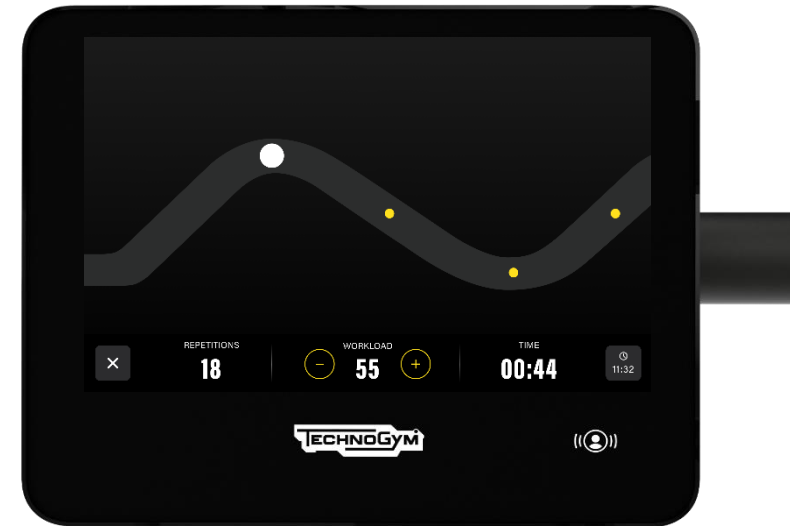 REPETITIONS
18
WORKLOAD
− 55 +
TIME
00:44
11:32
TECHNOGYM